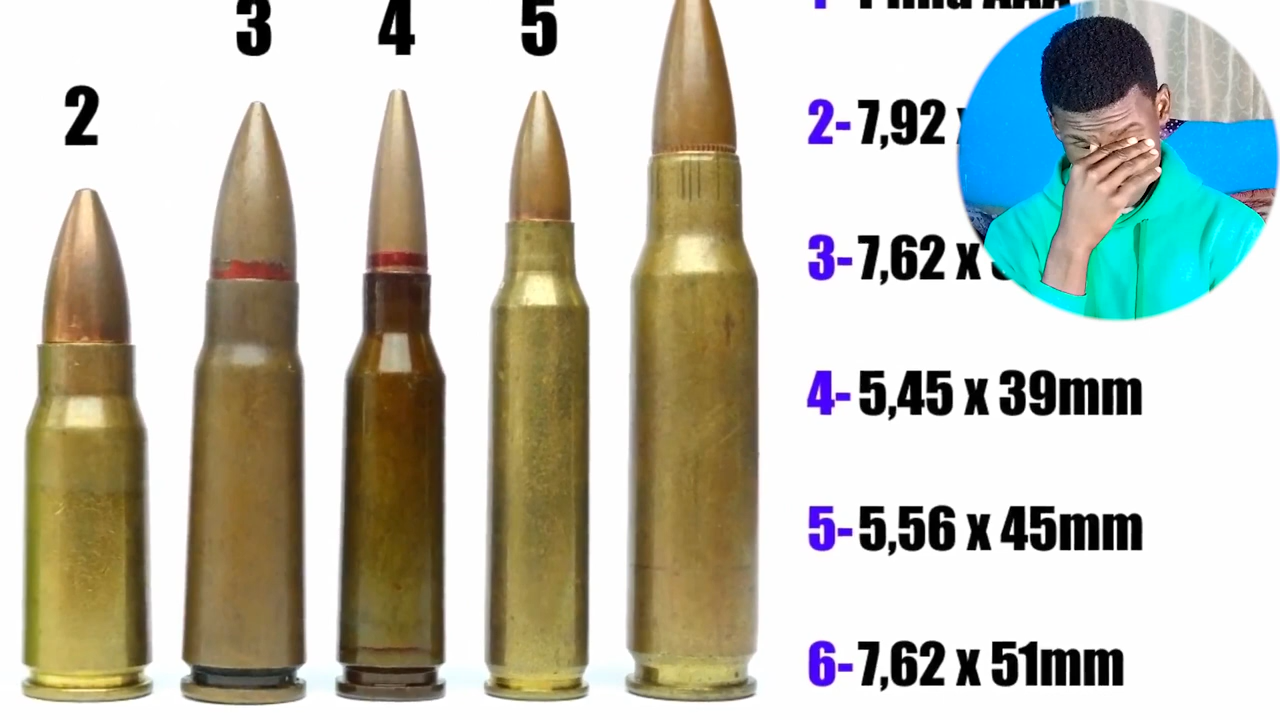 3 4 5
2
2- 7,92
3- 7,62 x
4- 5,45 x 39mm
5- 5,56 x 45mm
6- 7,62 x 51mm